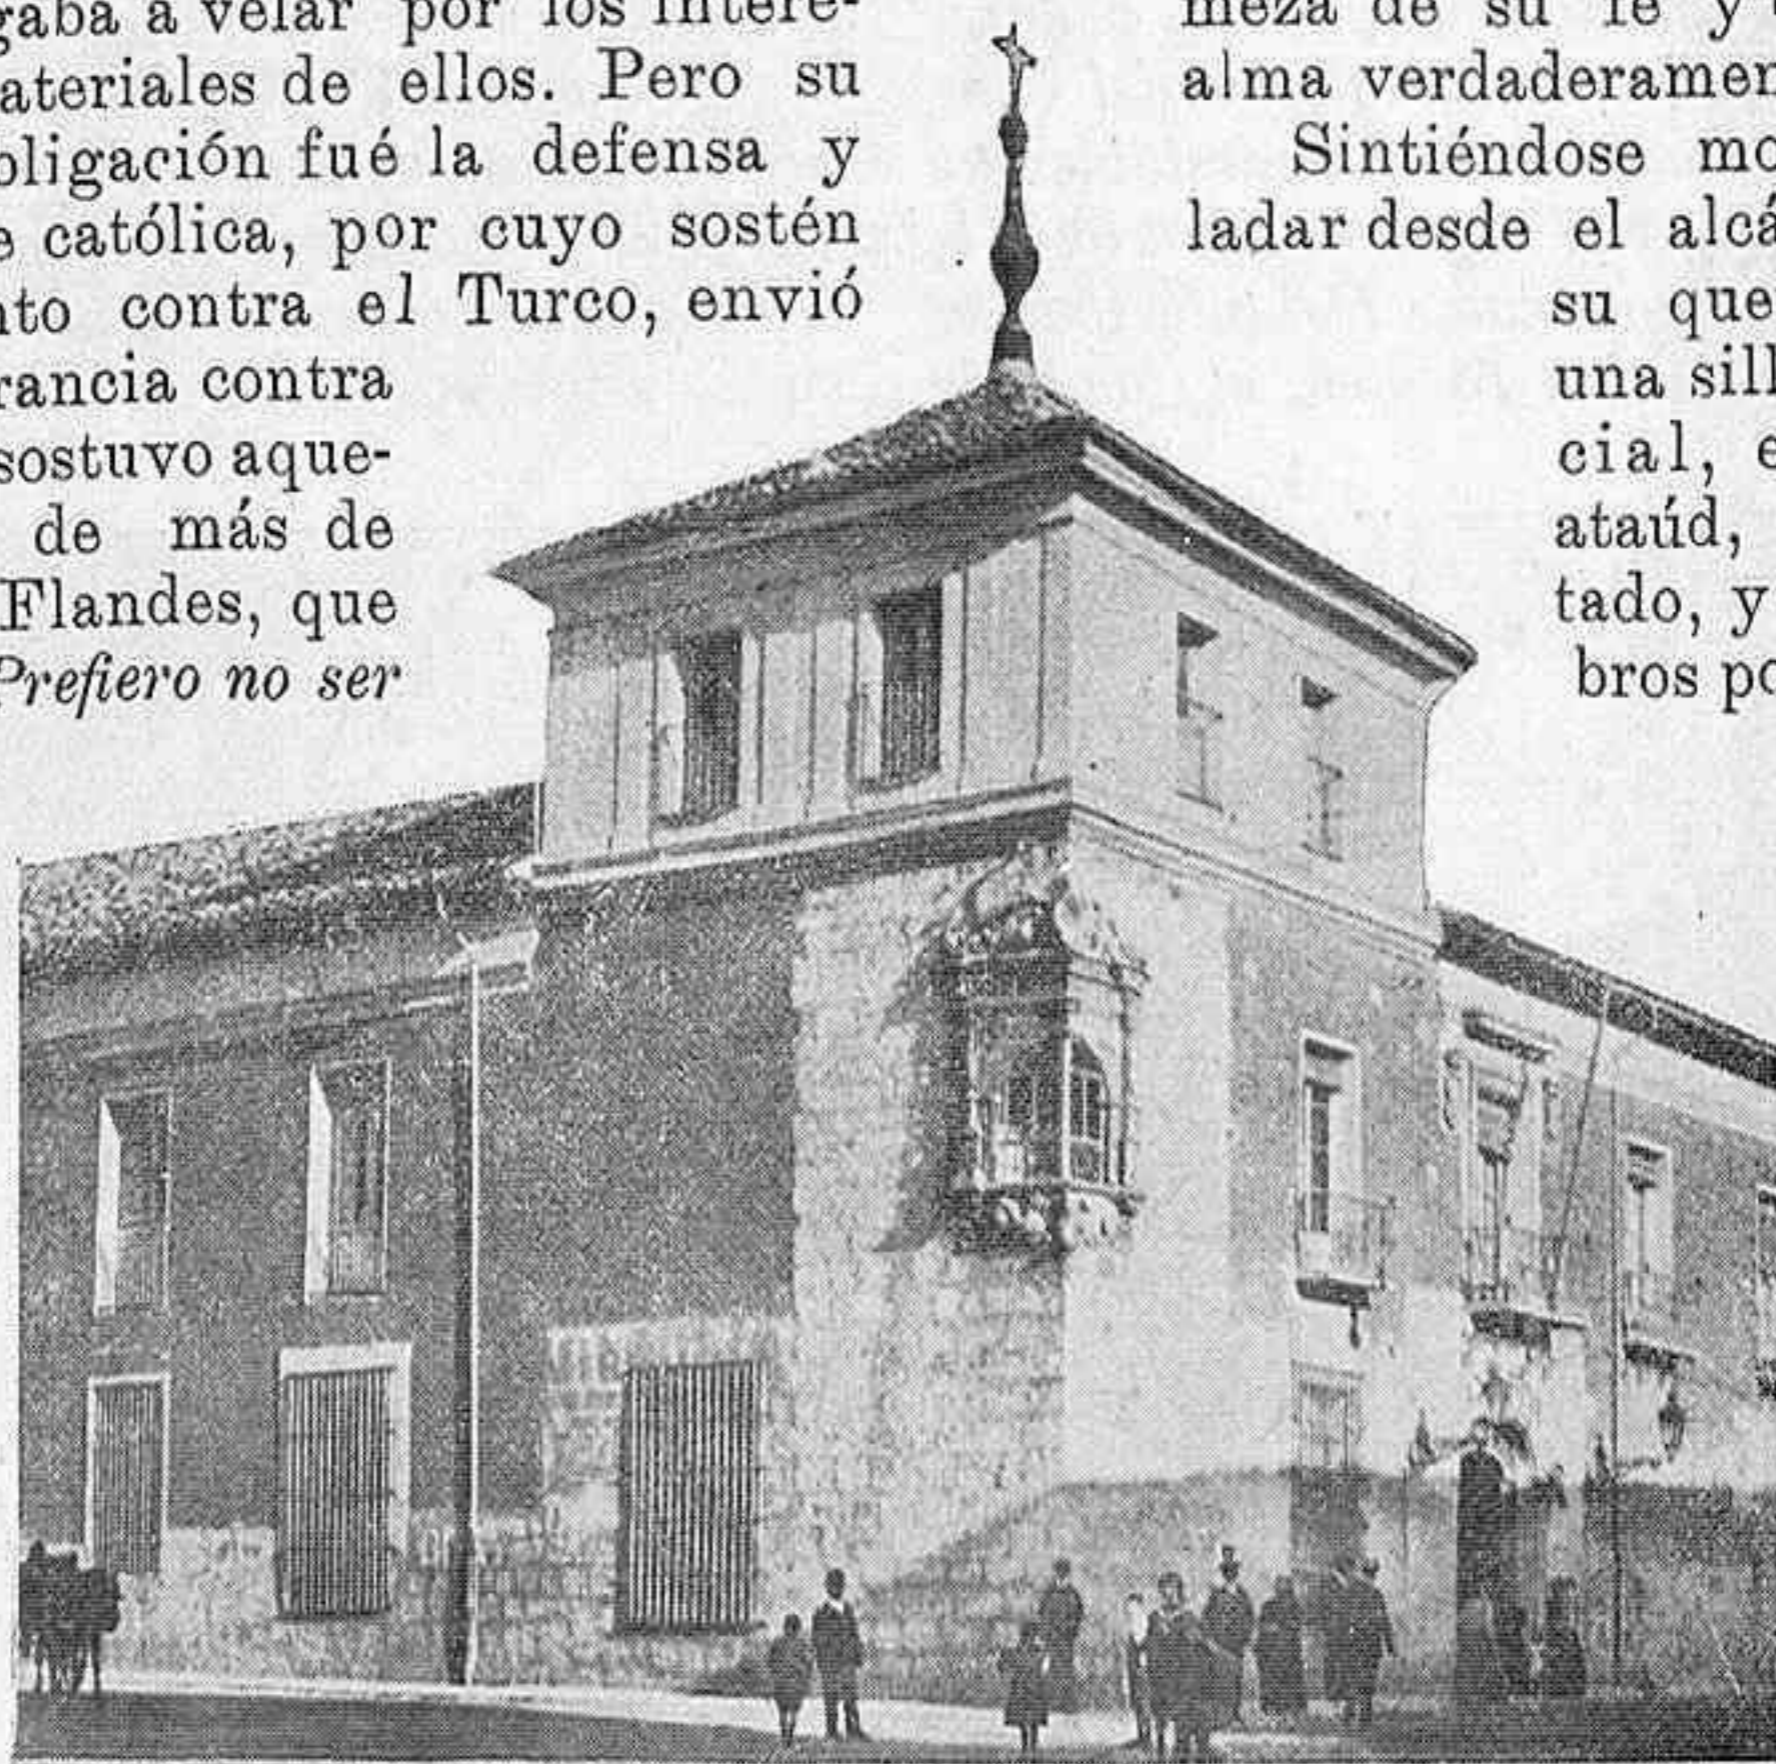 gaba a velar por los intere-
ateriales de ellos. Pero su
obligación fué la defensa y
e católica, por cuyo sostén
nto contra el Turco, envió
rancia contra
sostuvo aque-
de más de
Flandes, que
Prefiero no ser
meza de su fe y
alma verdaderamen
Sintiéndose mo
ladar desde el alcá
su que
una sill
cial, e
ataúd,
tado, y
bros po